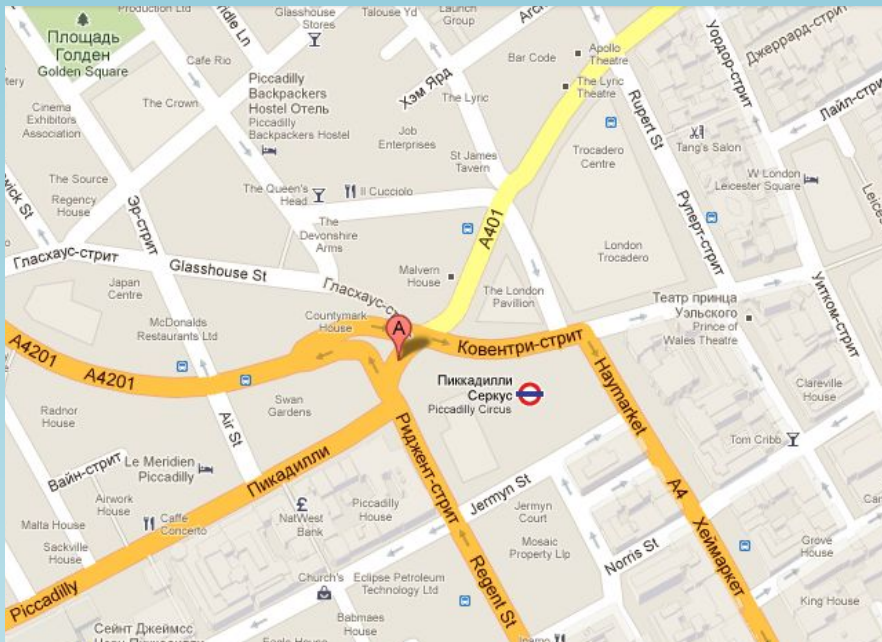 Production Ltd
Площадь
Голден
Golden Square
Glasshouse
Stores
Talouse Yd
Launch
Group
Bar Code
Apollo
Theatre
The Lyric
Theatre
Уордор-стрит
Джеррард-стрит
Лайл-стри
Cafe Rio
Piccadilly
Backpackers
Hostel Отель
Piccadilly
Backpackers Hostel
Хэм Ярд
The Lyric
Rupert St
Cinema
Exhibitors
Association
The Crown
Job
Enterprises
St James
Tavern
Trocadero
Centre
Tang's Salon
W London
Leicester Square
The Source
Regency
House
Эр-стрит
The Queen's
Head
Il Cucciolo
The
Devonshire
Arms
A401
Руперт-стрит
Гласхаус-стрит
Glasshouse St
Japan
Centre
Malvern
House
London
Trocadero
Уитком-стрит
Гласхаус-с
Countymark
House
The London
Pavilion
Театр принца
Уэльского
Prince of
Wales Theatre
A4201
McDonalds
Restaurants Ltd
A
Ковентри-стрит
A4201
Пиккадилли
Серкус
Piccadilly Circus
Haymarket
Clareville
House
Radnor
House
Air St
Swan
Gardens
Tom Cribb
Вайн-стрит
Le Meridien
Piccadilly
Пикадилли
Риджент-стрит
Jermyn St
A4
Airwork
House
Malta House
Caffe
Concerto
NatWest
Bank
Piccadilly
House
Jermyn
Court
Хеймаркет
Sackville
House
Mosaic
Property Llp
Norris St
Grove
House
Piccadilly
Church's
Eclipse Petroleum
Technology Ltd
Regent St
King House
Сейнт Джеймсс
Babmaes
House